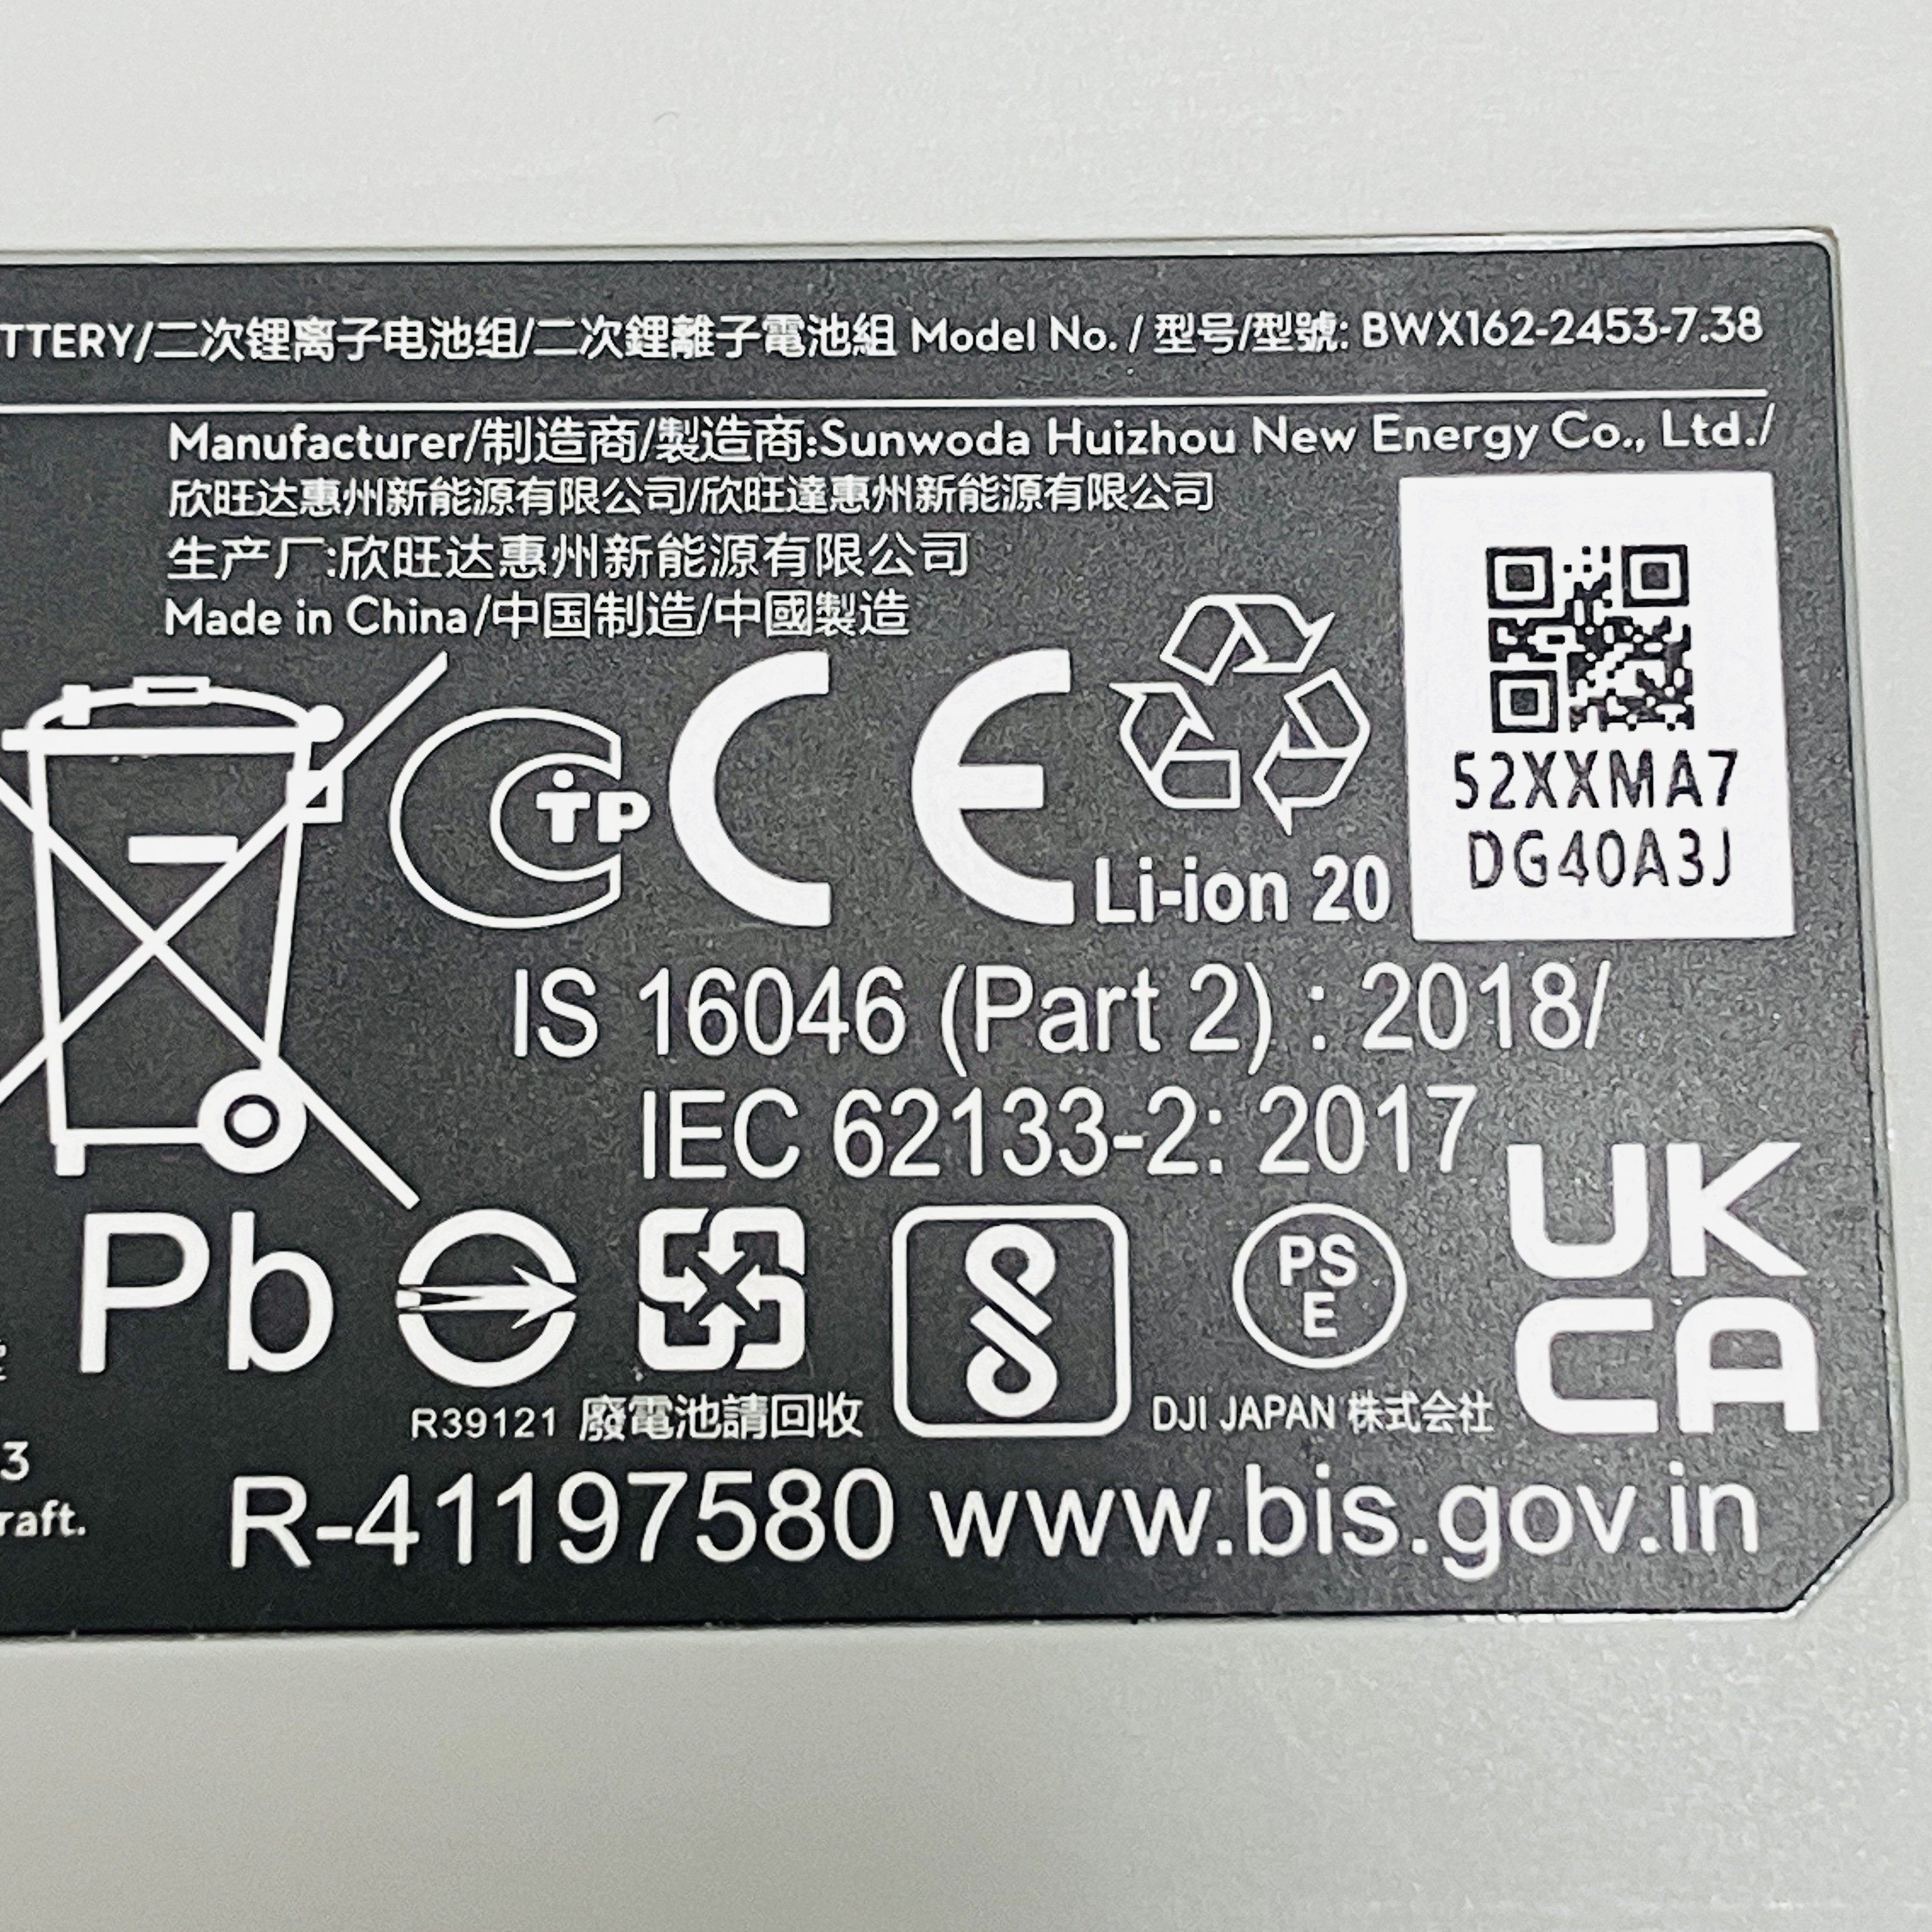 TTERY/二次锂离子电池组/二次鋰離子電池組 Model No. / 型号/型號: BWX162-2453-7.38
Manufacturer/制造商/製造商:Sunwoda Huizhou New Energy Co., Ltd./
欣旺达惠州新能源有限公司/欣旺達惠州新能源有限公司
生产厂:欣旺达惠州新能源有限公司
Made in China/中国制造/中國製造
CE
Li-ion 20
52XXMA7
DG40A3J
IS 16046 (Part 2) : 2018/
IEC 62133-2: 2017
Pb
R39121 廢電池請回收
PS
E
DJI JAPAN 株式会社
UK
CA
3
raft.
R-41197580 www.bis.gov.in